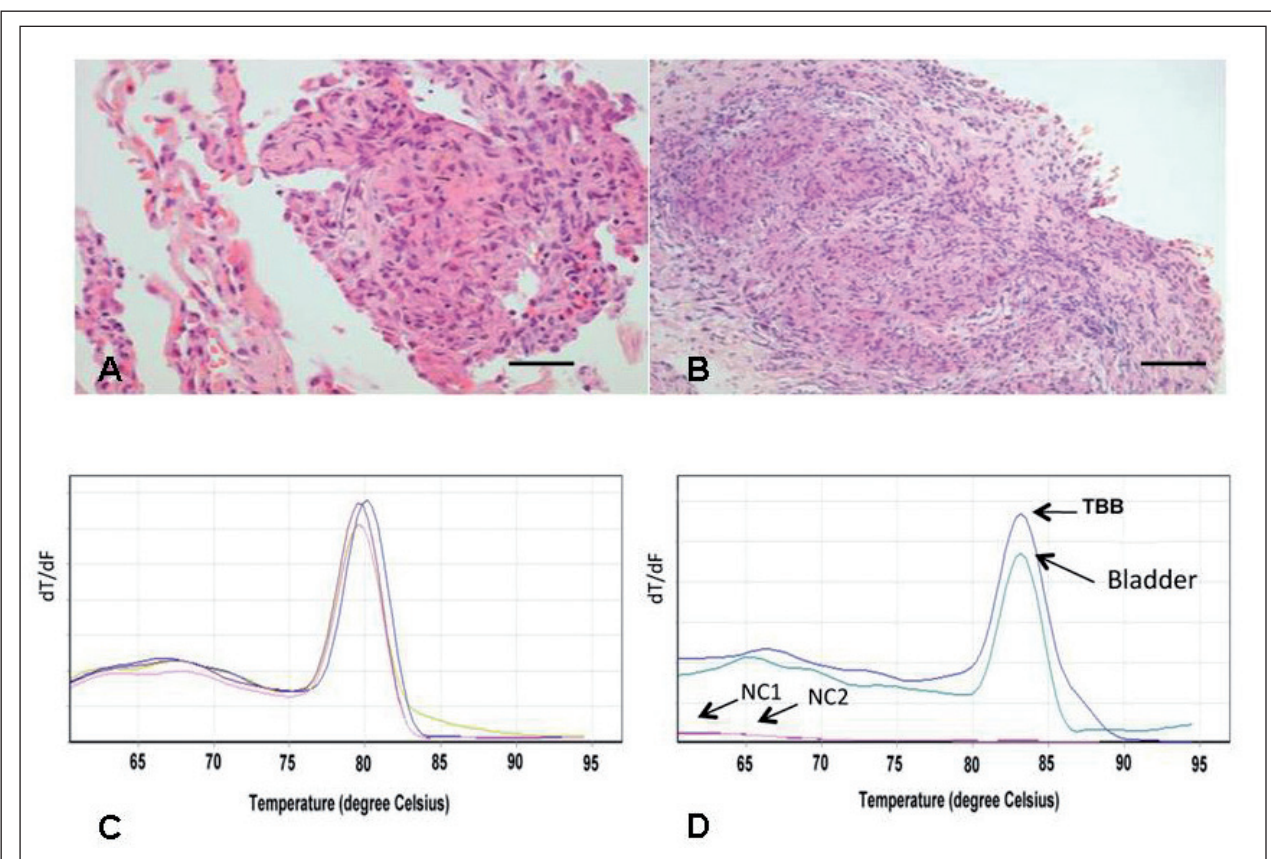 A
B
dT/dF
65 70 75 80 85 90 95
Temperature (degree Celsius)
C
dT/dF
TBB
Bladder
NC1
NC2
65 70 75 80 85 90 95
Temperature (degree Celsius)
D